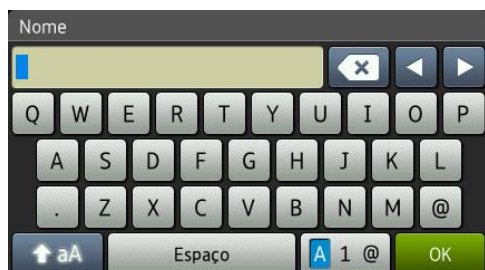 Nome
Q W E R T Y U I O P
A S D F G H J K L
. Z X C V B N M @
aA Espaço A 1 @ OK